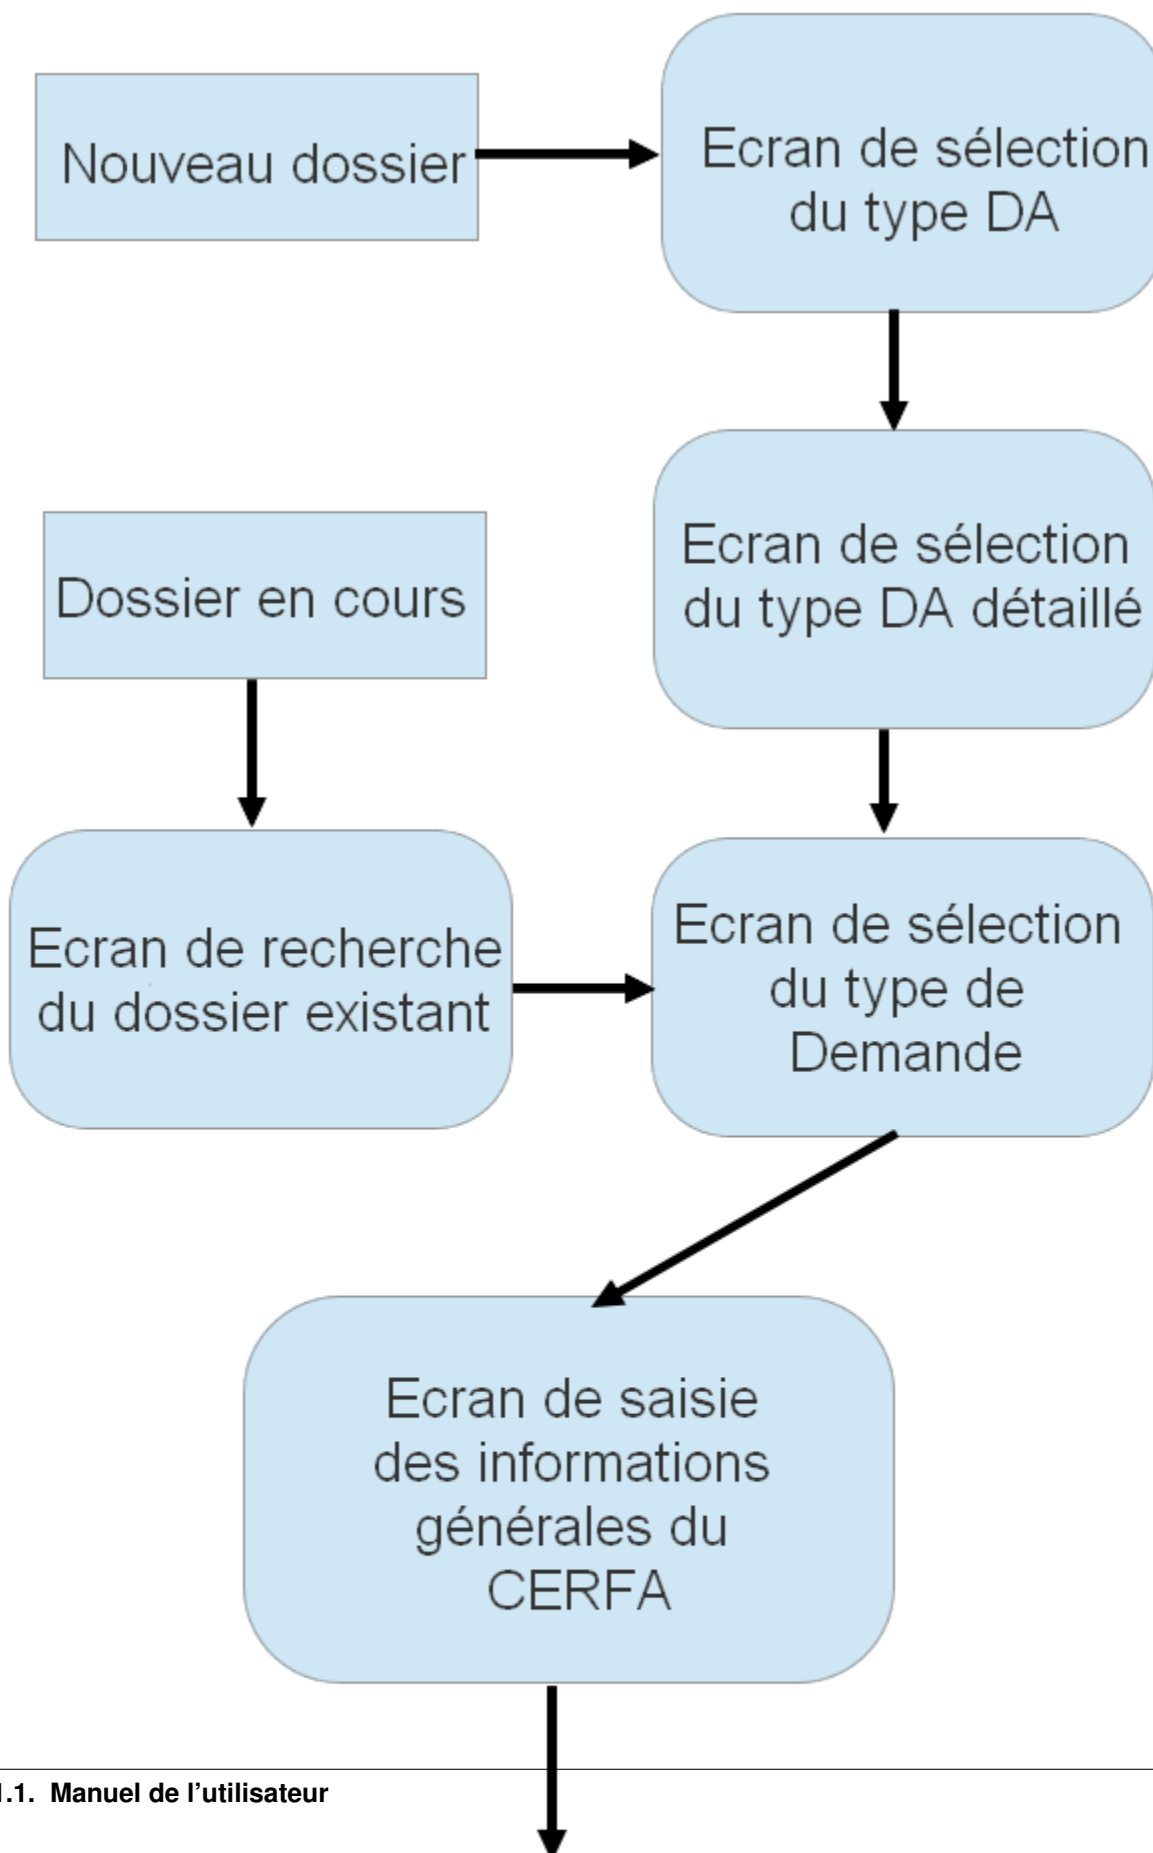 Nouveau dossier
Ecran de sélection
du type DA
Ecran de sélection
du type DA détaillé
Dossier en cours
Ecran de recherche
du dossier existant
Ecran de sélection
du type de
Demande
Ecran de saisie
des informations
générales du
CERFA
1.1. Manuel de l'utilisateur